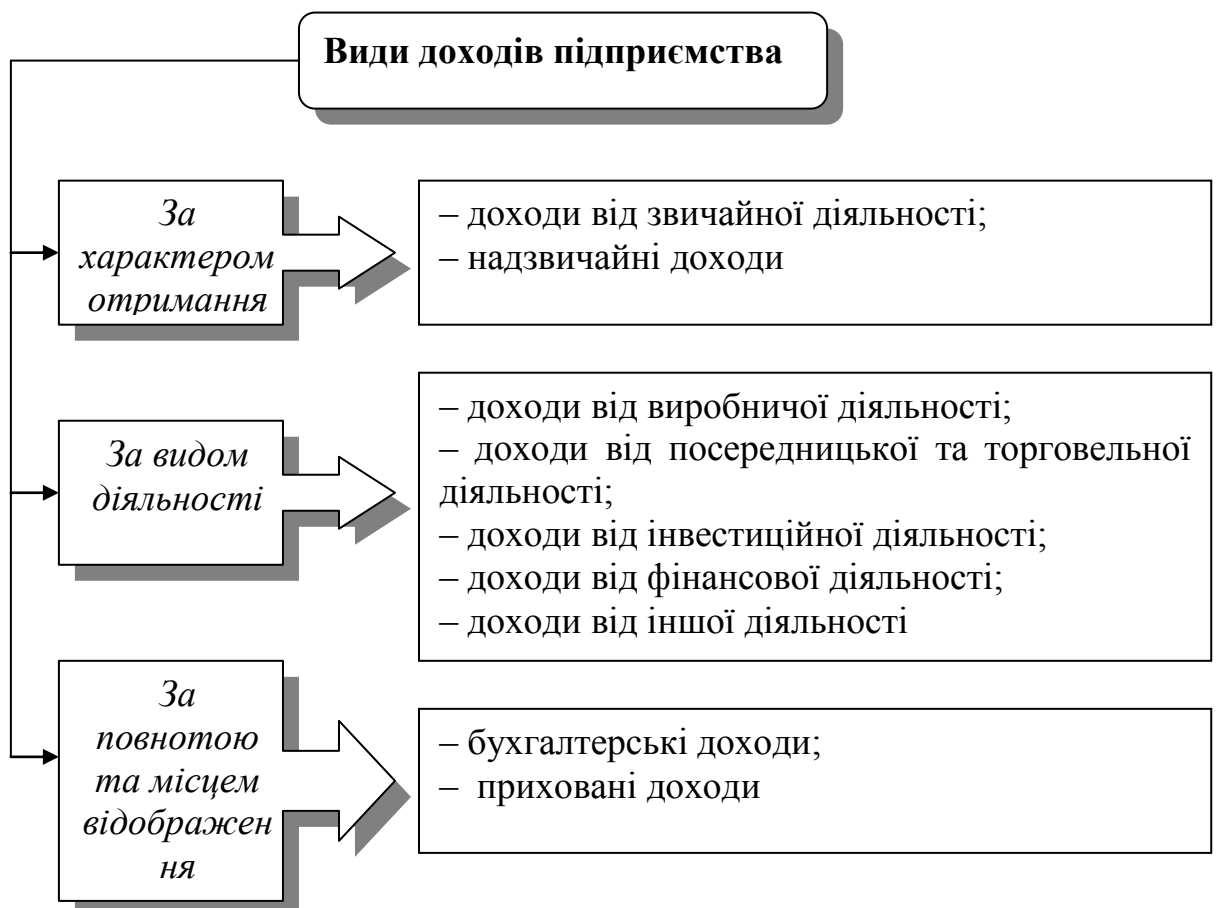 Види доходів підприємства
За
характером
отримання
– доходи від звичайної діяльності;
– надзвичайні доходи
За видом
діяльності
– доходи від виробничої діяльності;
– доходи від посередницької та торговельної
діяльності;
– доходи від інвестиційної діяльності;
– доходи від фінансової діяльності;
– доходи від іншої діяльності
За
повнотою
та місцем
відображен
ня
– бухгалтерські доходи;
– приховані доходи